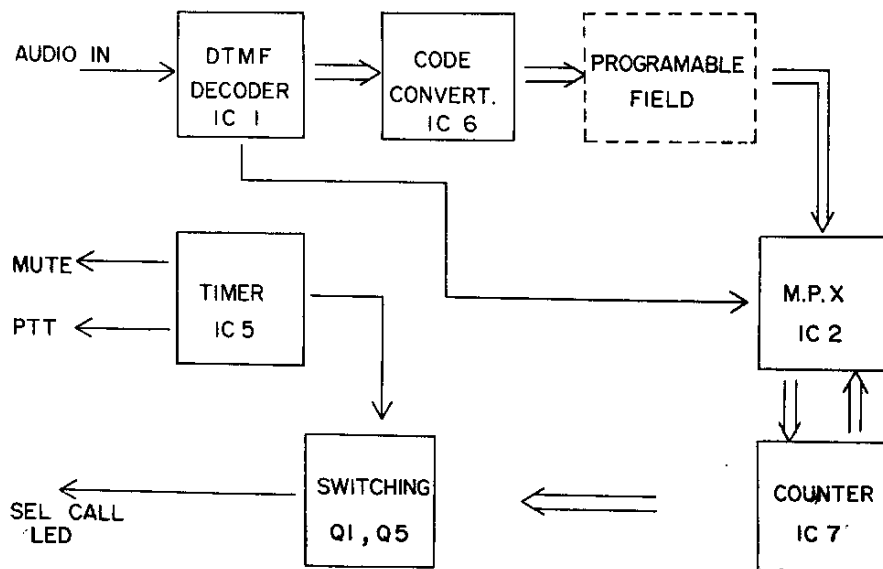 AUDIO IN
DTMF
DECODER
IC 1
CODE
CONVERT.
IC 6
PROGRAMABLE
FIELD
MUTE
PTT
TIMER
IC 5
M.P.X
IC 2
SEL CALL
LED
SWITCHING
Q1, Q5
COUNTER
IC 7